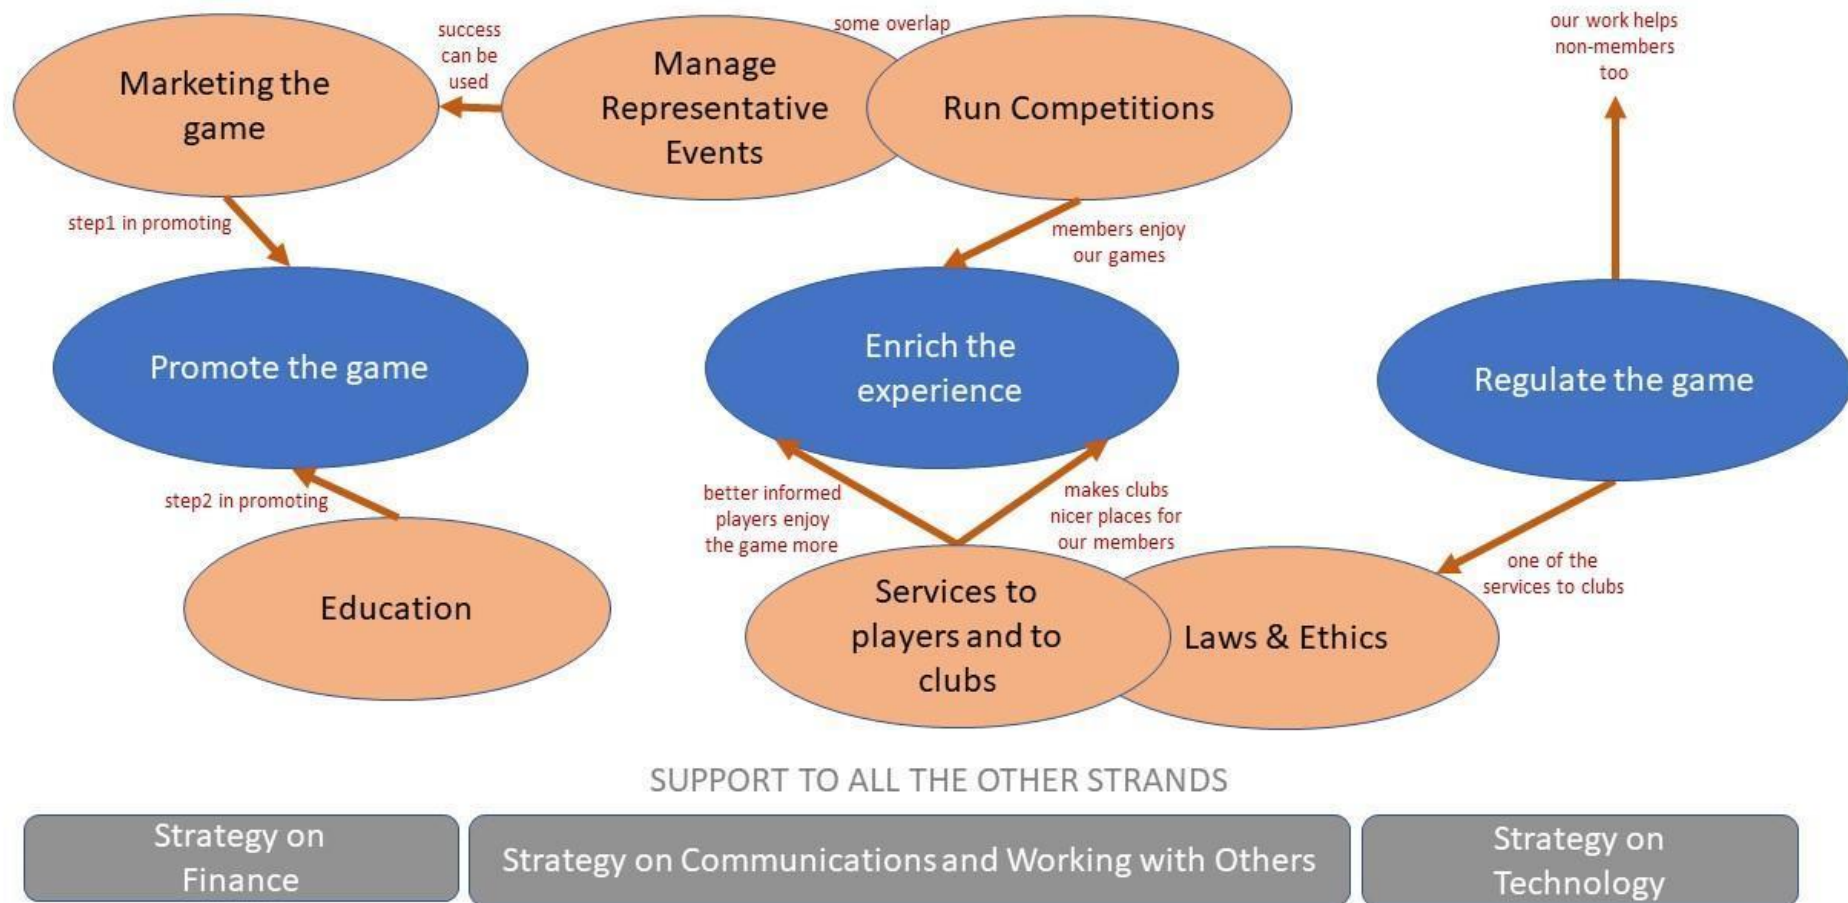 success
can be
used
some overlap
our work helps
non-members
too
Marketing the
game
Manage
Representative
Events
Run Competitions
step1 in promoting
members enjoy
our games
Promote the game
Enrich the
experience
Regulate the game
step2 in promoting
better informed
players enjoy
the game more
makes clubs
nicer places for
our members
one of the
services to clubs
Education
Services to
players and to
clubs
Laws & Ethics
SUPPORT TO ALL THE OTHER STRANDS
Strategy on
Finance
Strategy on Communications and Working with Others
Strategy on
Technology